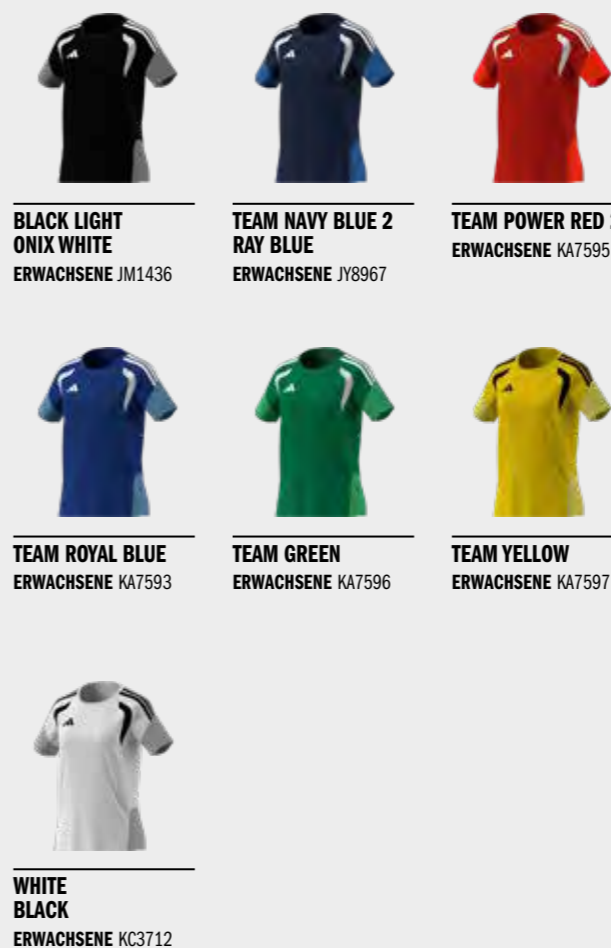 BLACK LIGHT
ONIX WHITE
ERWACHSENE JM1436
TEAM NAVY BLUE 2
RAY BLUE
ERWACHSENE JY8967
TEAM POWER RED
ERWACHSENE KA7595
TEAM ROYAL BLUE
ERWACHSENE KA7593
TEAM GREEN
ERWACHSENE KA7596
TEAM YELLOW
ERWACHSENE KA7597
WHITE
BLACK
ERWACHSENE KC3712